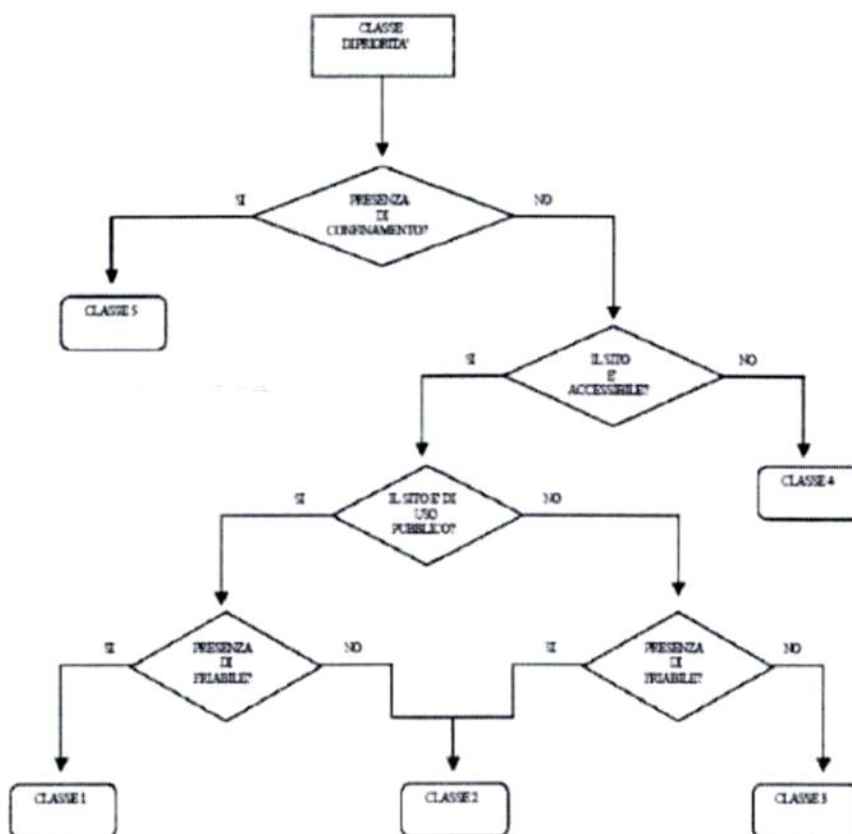 CLASSE
DI PRIORITA'
SI
PRESENZA
DI
CONFINAMENTO?
NO
CLASSE 5
SI
IL SITO
E'
ACCESSIBILE?
NO
CLASSE 4
SI
IL SITO E' DI
USO
PUBBLICO?
NO
SI
PRESENZA
DI
FRIABILE?
NO
SI
PRESENZA
DI
FRIABILE?
NO
CLASSE 1
CLASSE 2
CLASSE 3